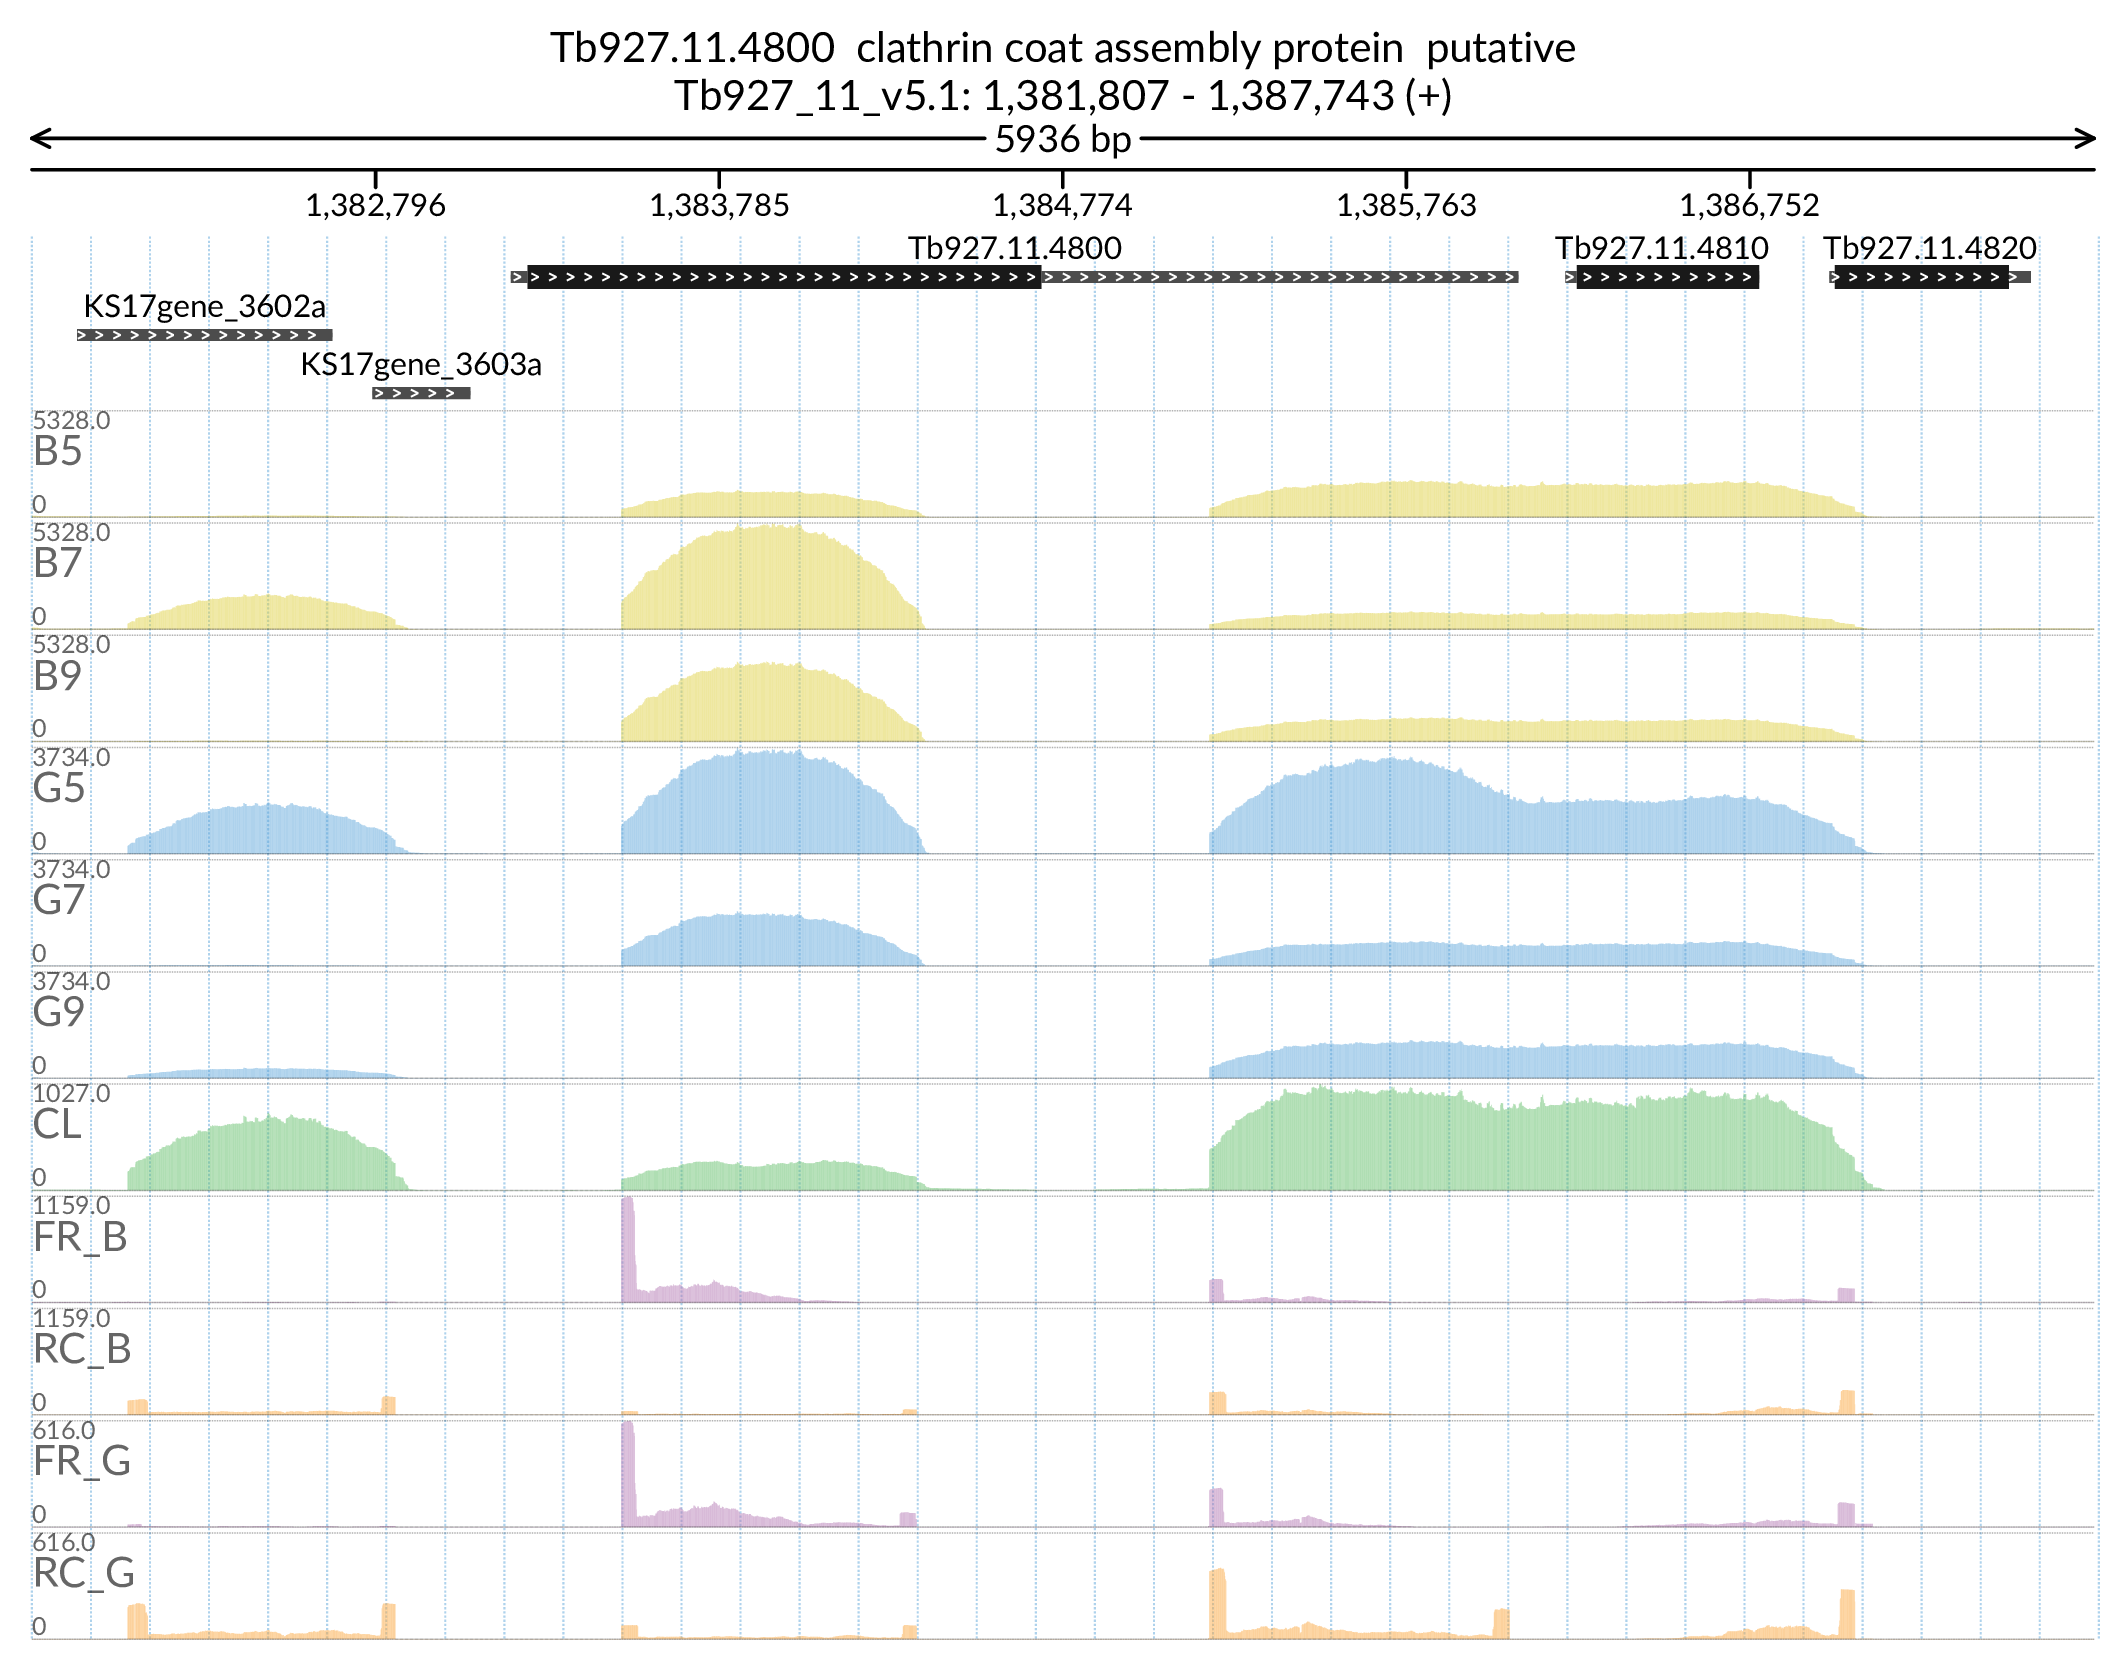 Tb927.11.4800 clathrin coat assembly protein putative
Tb927_11_v5.1: 1,381,807 - 1,387,743 (+)
5936 bp
1,382,796 1,383,785 1,384,774 1,385,763 1,386,752
Tb927.11.4800 Tb927.11.4810 Tb927.11.4820
KS17gene_3602a
KS17gene_3603a
5328.0
B5
0
5328.0
B7
0
5328.0
B9
0
3734.0
G5
0
3734.0
G7
0
3734.0
G9
0
1027.0
CL
0
1159.0
FR_B
0
1159.0
RC_B
0
616.0
FR_G
0
616.0
RC_G
0